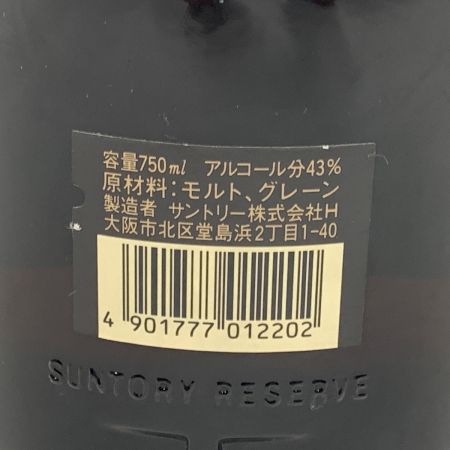 容量750ml アルコール分43%
原材料：モルト、グレーン
製造者 サントリー株式会社H
大阪市北区堂島浜2丁目1-40
4 901777 012202
SUNTORY RESERVE